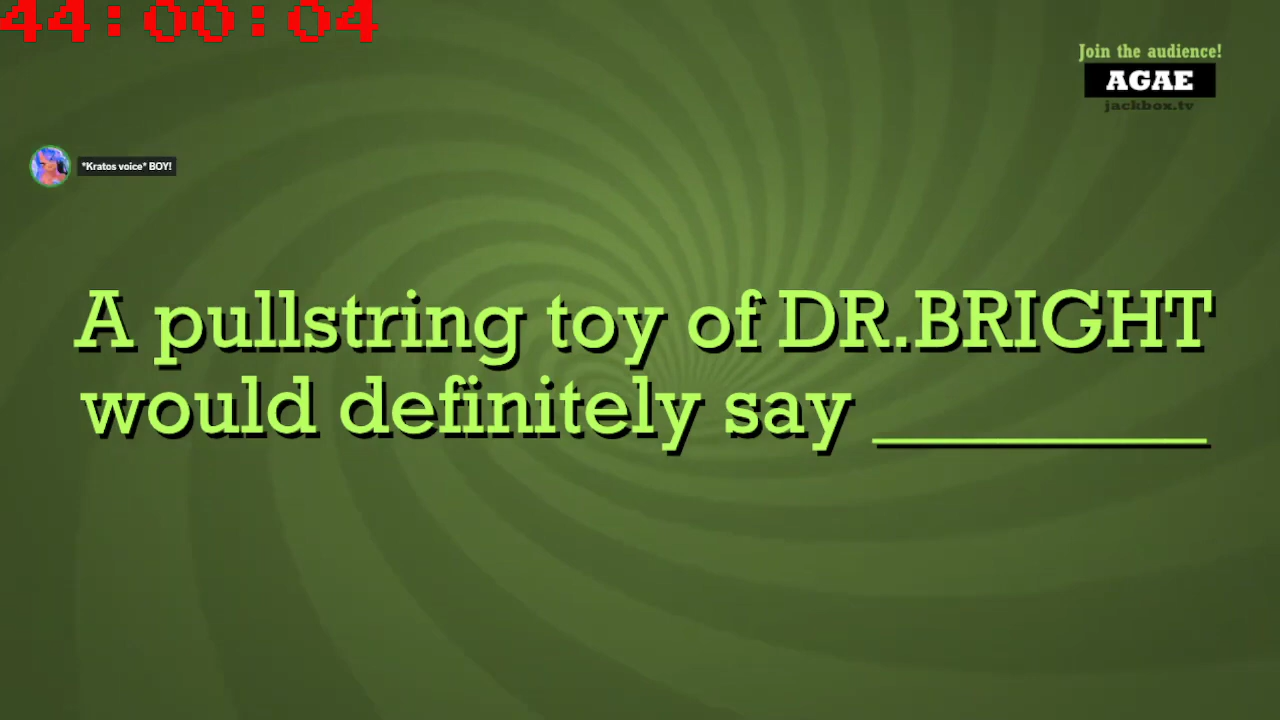 44:00:04
Join the audience!
AGAE
jackbox.tv
*Kratos voice* BOY!
A pullstring toy of DR.BRIGHT
would definitely say __________